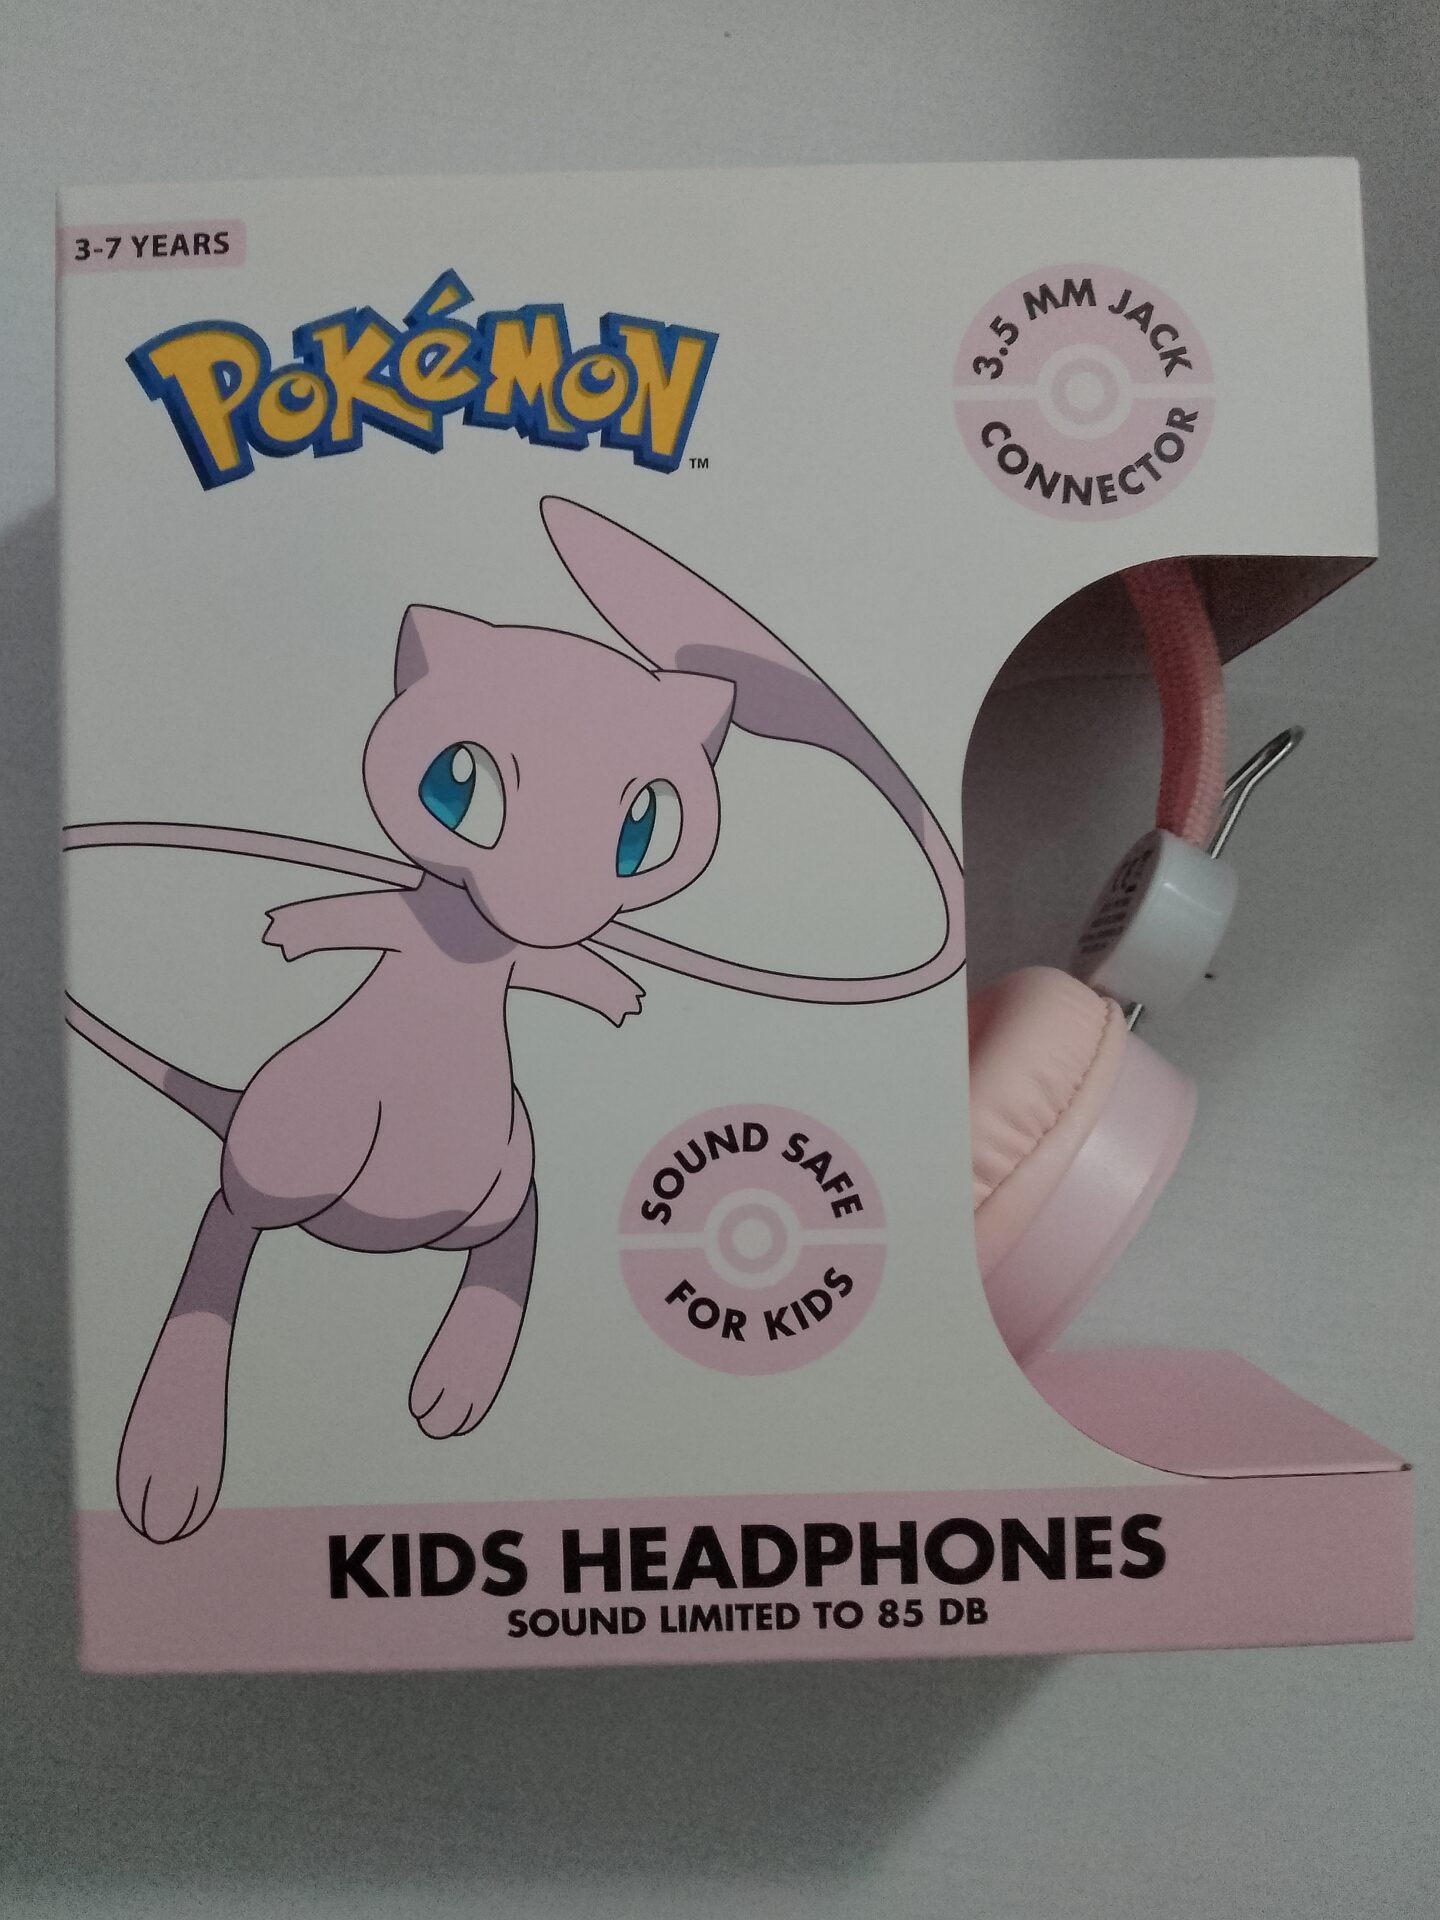 3-7 YEARS
POKéMON
TM
3.5 MM JACK
CONNECTOR
SOUND SAFE
FOR KIDS
KIDS HEADPHONES
SOUND LIMITED TO 85 DB